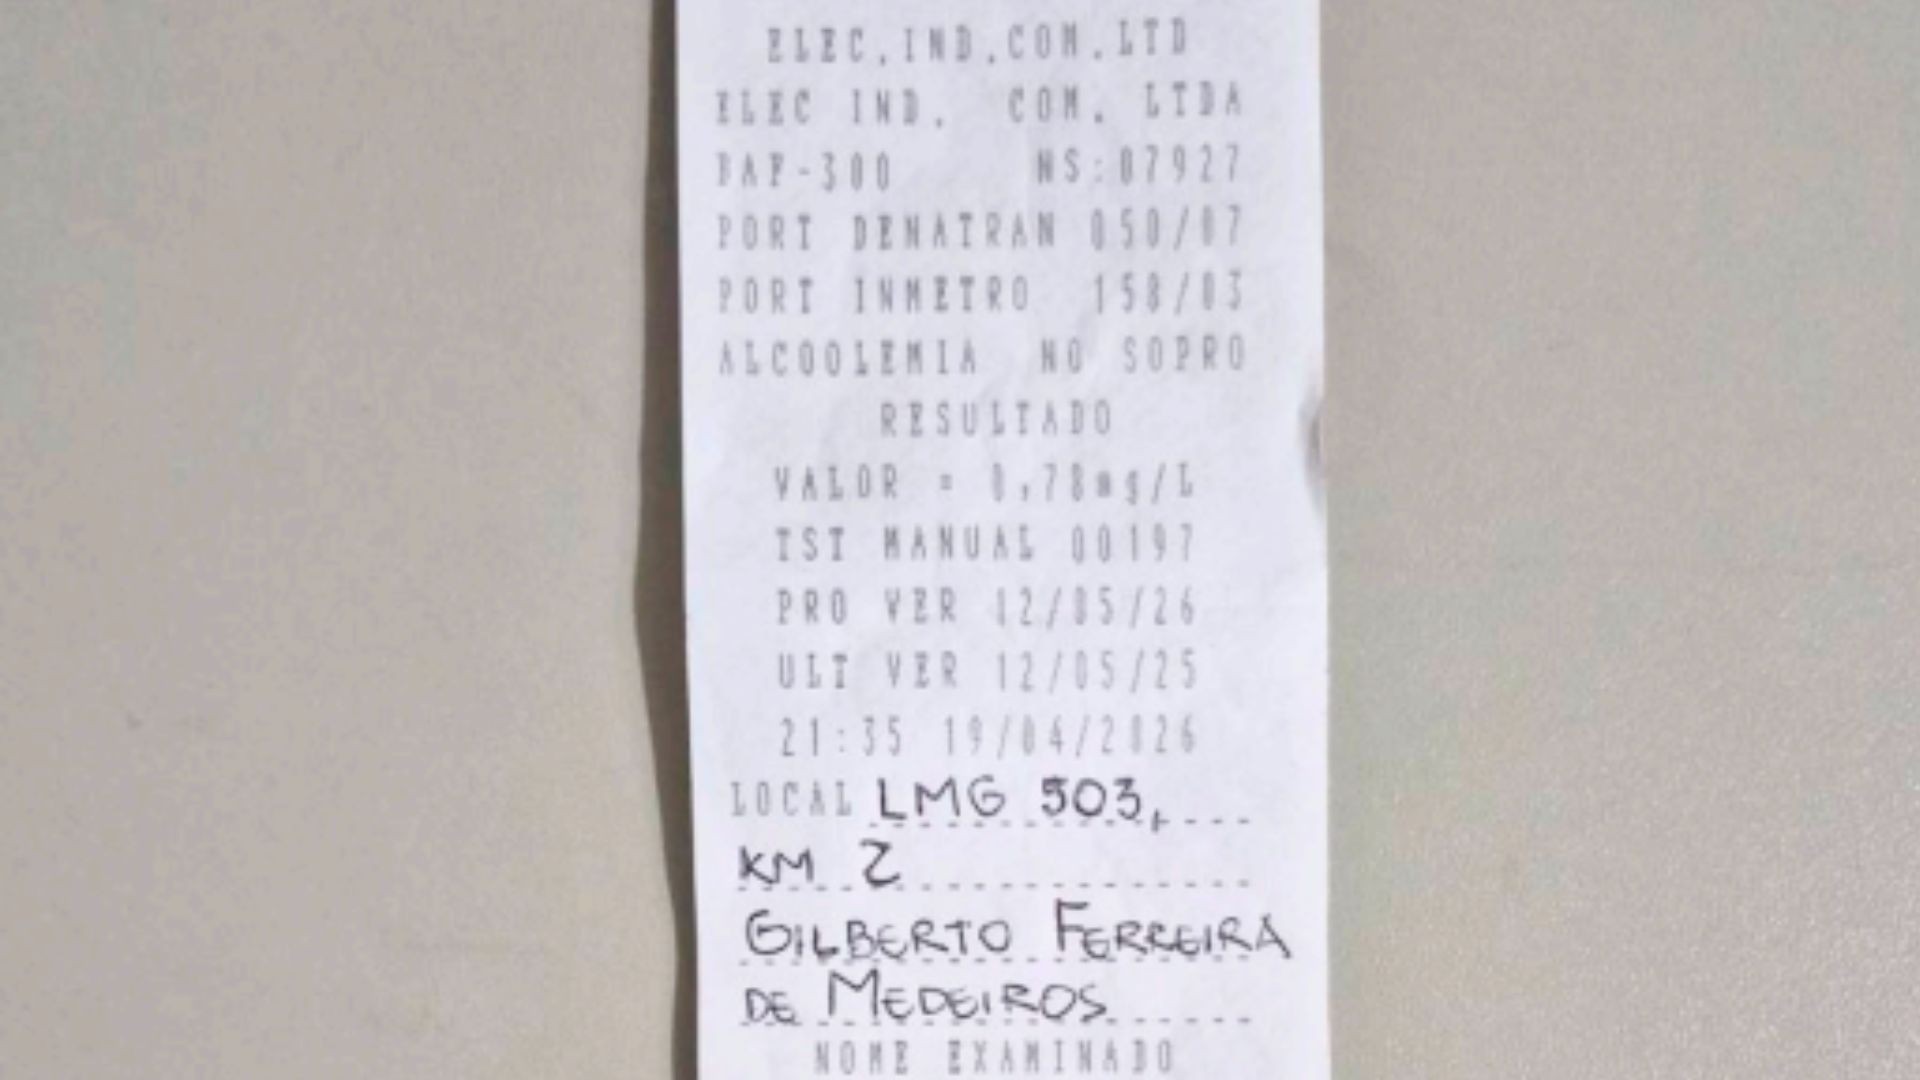 ELEC.IND.COM.LTD
ELEC IND. COM. LTDA
BAF-300 NS:07927
PORT DENATRAN 050/07
PORT INMETRO 158/03
ALCOOLEMIA NO SOPRO
RESULTADO
VALOR = 0,78mg/L
TST MANUAL 00197
PRO VER 12/05/26
ULT VER 12/05/25
21:35 19/04/2026
LOCAL LMG 503,
KM 2
GILBERTO FERREIRA
DE MEDEIROS
NOME EXAMINADO